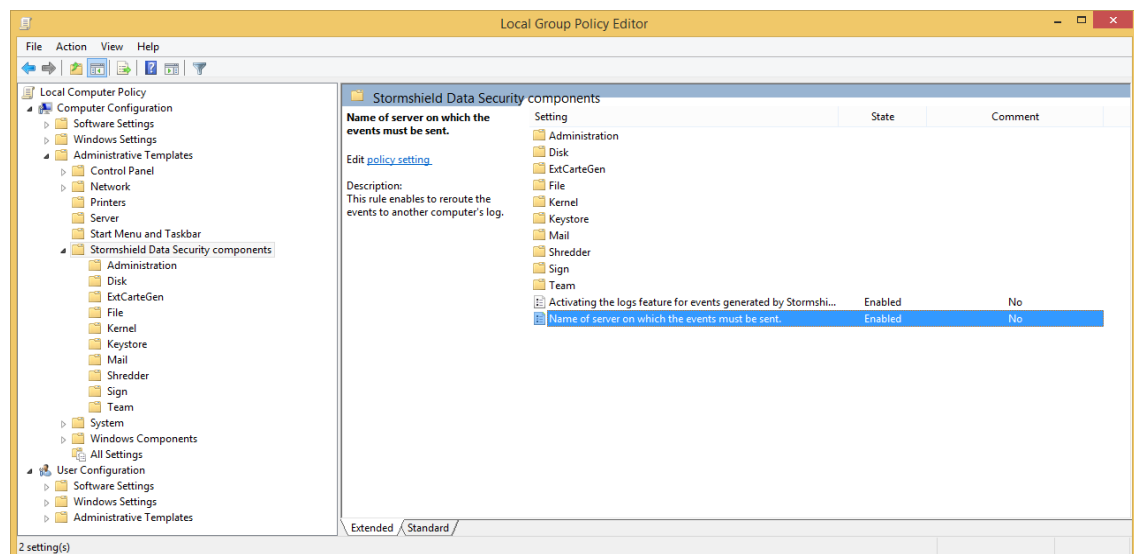 Local Group Policy Editor
File Action View Help
Local Computer Policy
Computer Configuration
Software Settings
Windows Settings
Administrative Templates
Control Panel
Network
Printers
Server
Start Menu and Taskbar
Stormshield Data Security components
Administration
Disk
ExtCarteGen
File
Kernel
Keystore
Mail
Shredder
Sign
Team
System
Windows Components
All Settings
User Configuration
Software Settings
Windows Settings
Administrative Templates
Stormshield Data Security components
Name of server on which the
events must be sent.
Edit policy setting
Description:
This rule enables to reroute the
events to another computer's log.
Setting State Comment
Administration
Disk
ExtCarteGen
File
Kernel
Keystore
Mail
Shredder
Sign
Team
Activating the logs feature for events generated by Stormshi... Enabled No
Name of server on which the events must be sent. Enabled No
Extended Standard
2 setting(s)